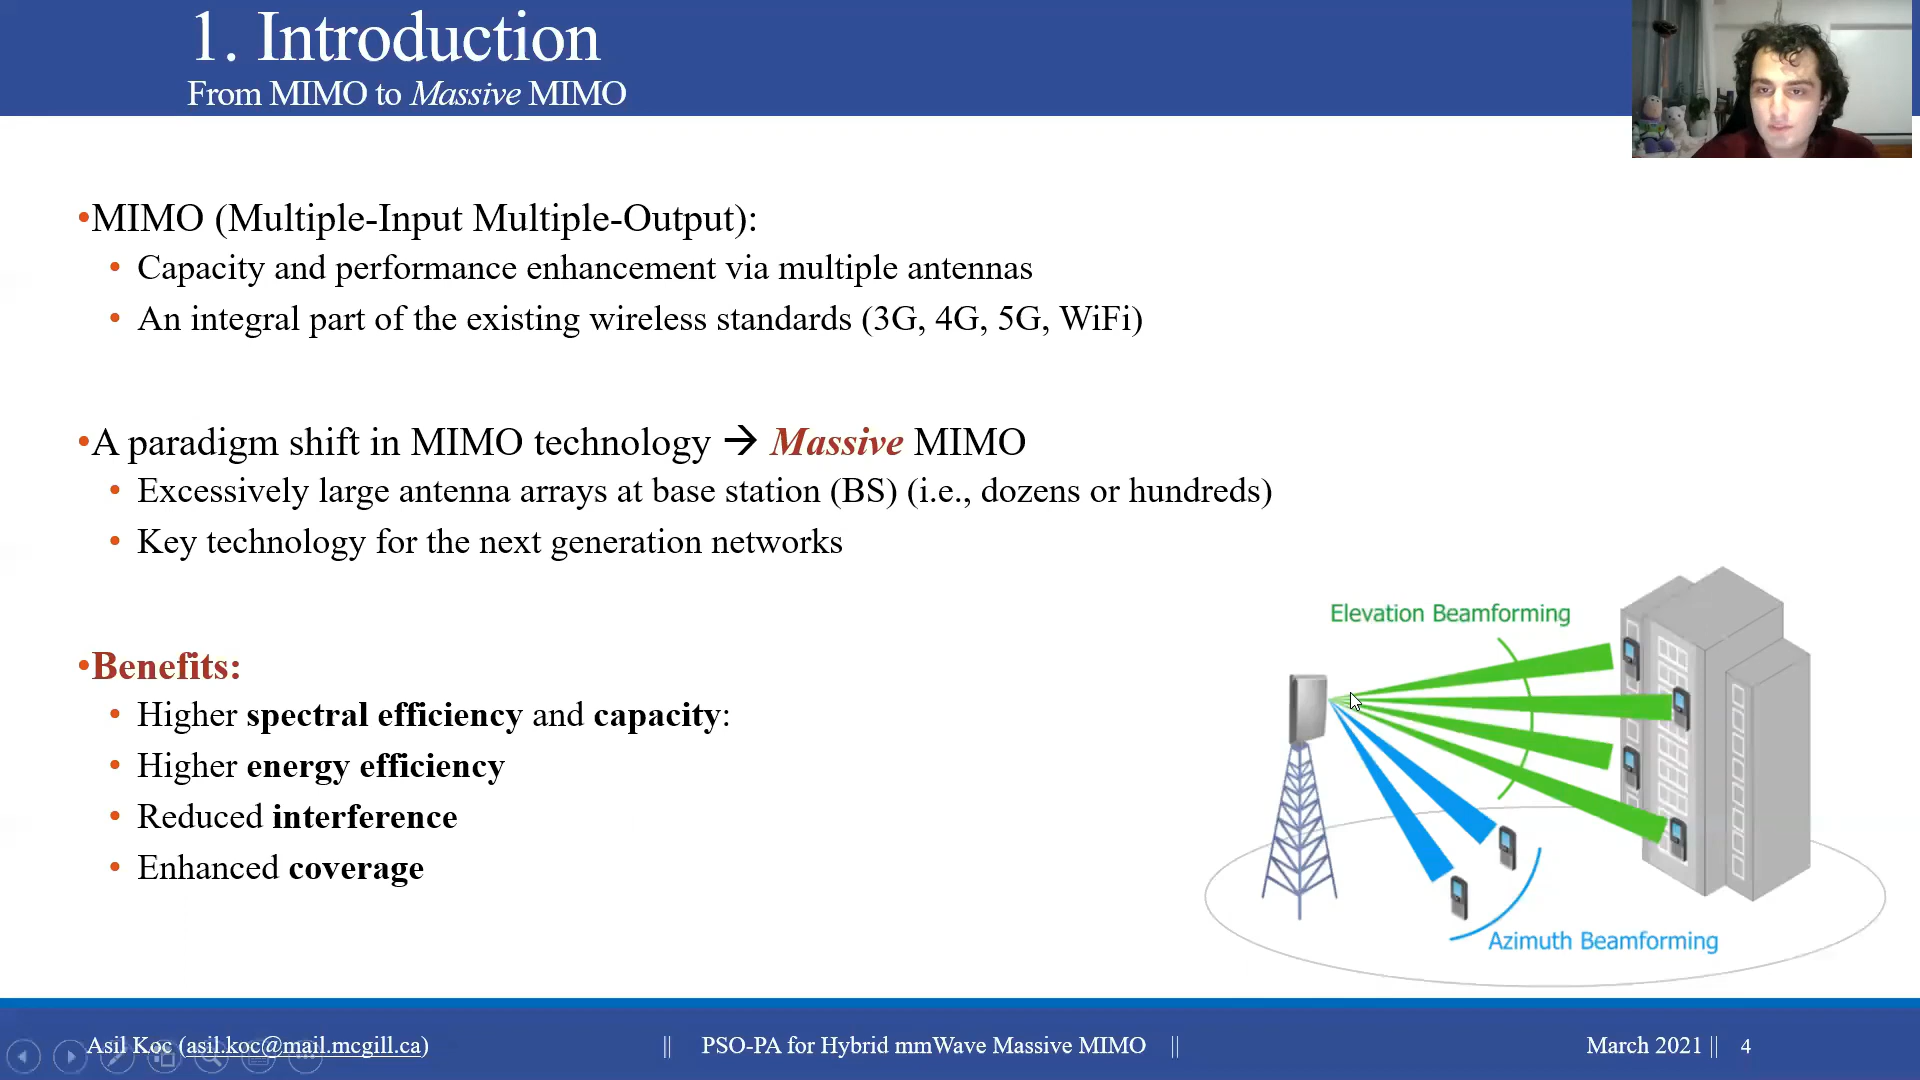 1. Introduction
From MIMO to Massive MIMO
•MIMO (Multiple-Input Multiple-Output):
• Capacity and performance enhancement via multiple antennas
• An integral part of the existing wireless standards (3G, 4G, 5G, WiFi)
•A paradigm shift in MIMO technology → Massive MIMO
• Excessively large antenna arrays at base station (BS) (i.e., dozens or hundreds)
• Key technology for the next generation networks
•Benefits:
• Higher spectral efficiency and capacity:
• Higher energy efficiency
• Reduced interference
• Enhanced coverage
Elevation Beamforming
Azimuth Beamforming
Asil Koc (asil.koc@mail.mcgill.ca) || PSO-PA for Hybrid mmWave Massive MIMO || March 2021 || 4